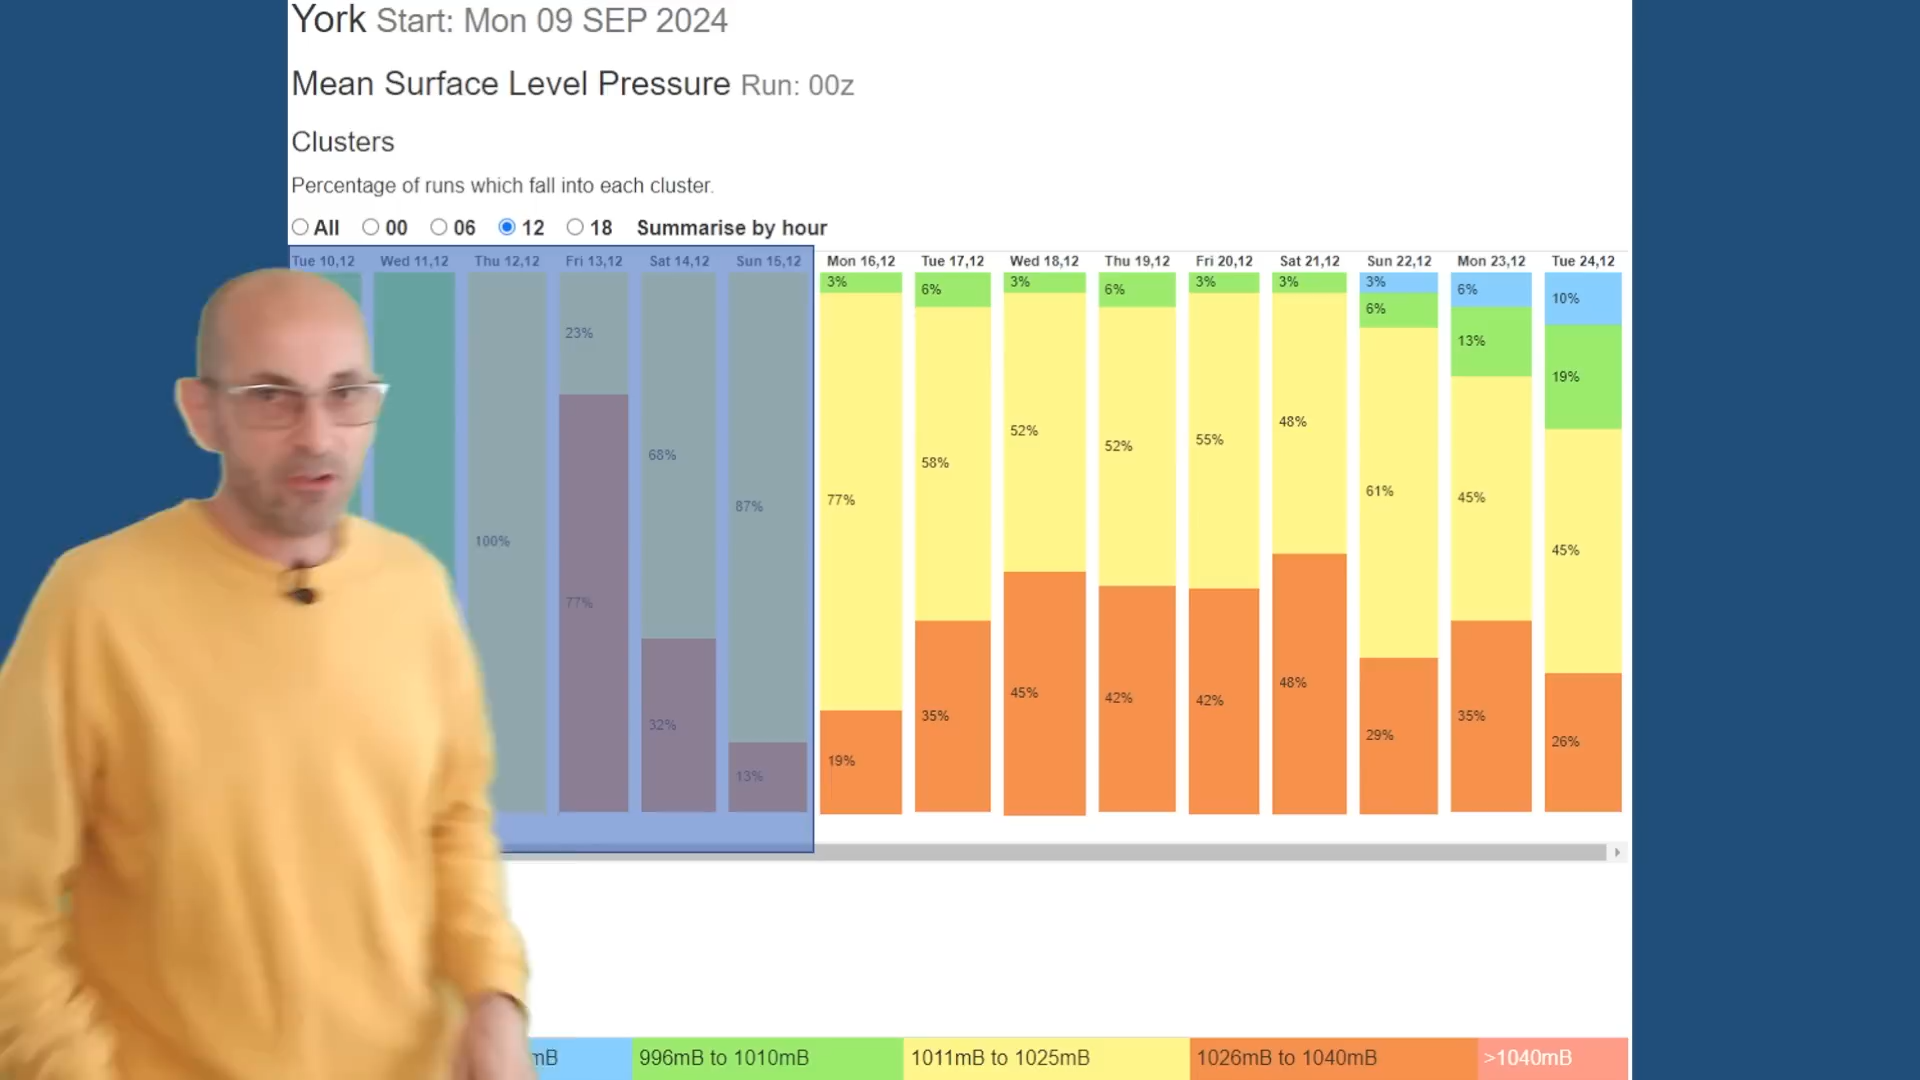 York Start: Mon 09 SEP 2024
Mean Surface Level Pressure Run: 00z
Clusters
Percentage of runs which fall into each cluster.
All 00 06 12 18 Summarise by hour
Tue 10,12 Wed 11,12 Thu 12,12 Fri 13,12 Sat 14,12 Sun 15,12 Mon 16,12 Tue 17,12 Wed 18,12 Thu 19,12 Fri 20,12 Sat 21,12 Sun 22,12 Mon 23,12 Tue 24,12
3% 6% 3% 6% 3% 3% 3% 6% 10%
6%
23% 13%
19%
68% 52% 52% 55% 48%
87% 77% 58% 61% 45%
100% 45%
77%
32% 35% 45% 42% 42% 48% 29% 35% 26%
13% 19%
mB 996mB to 1010mB 1011mB to 1025mB 1026mB to 1040mB >1040mB